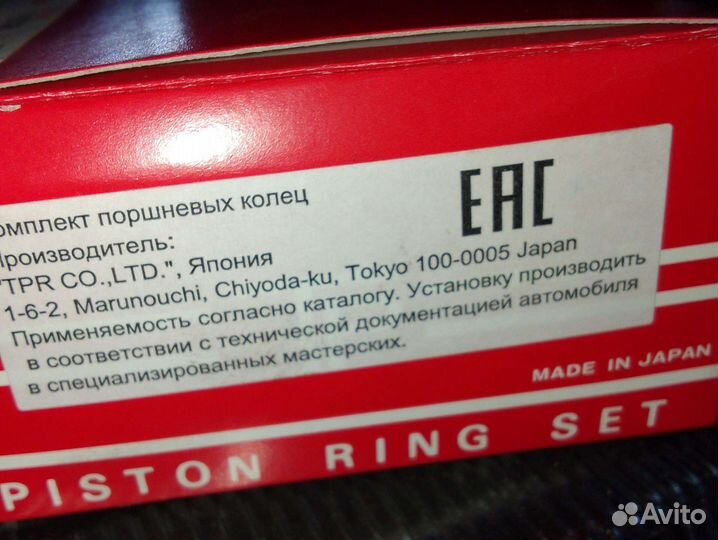 омплект поршневых колец
EAC
роизводитель:
"TPR CO.,LTD.", Япония
1-6-2, Marunouchi, Chiyoda-ku, Tokyo 100-0005 Japan
Применяемость согласно каталогу. Установку производить
в соответствии с технической документацией автомобиля
в специализированных мастерских.
MADE IN JAPAN
PISTON RING SET
Avito